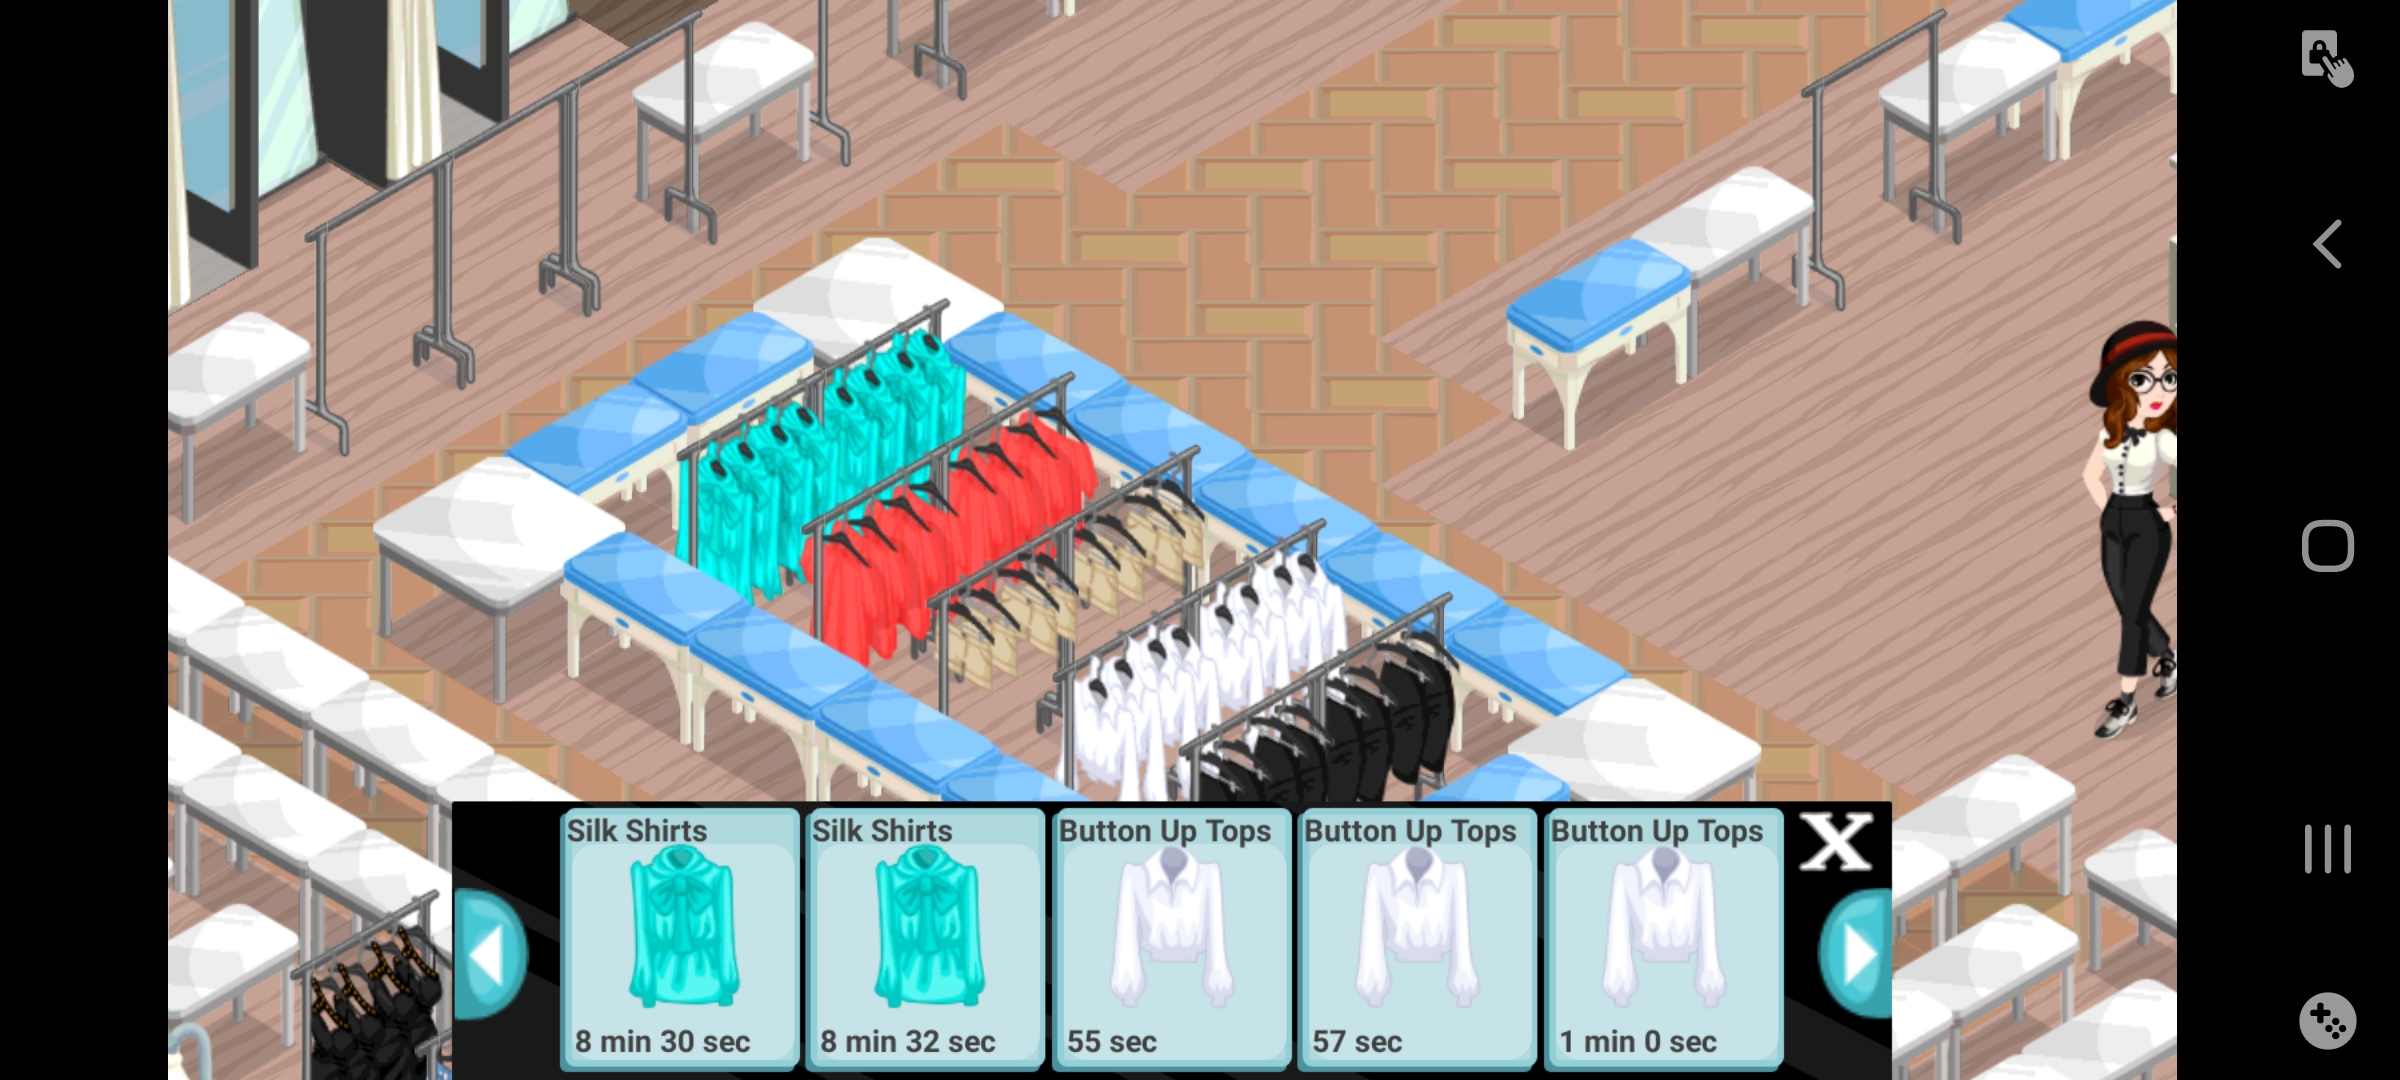 Silk Shirts
8 min 30 sec
Silk Shirts
8 min 32 sec
Button Up Tops
55 sec
Button Up Tops
57 sec
Button Up Tops
1 min 0 sec
X